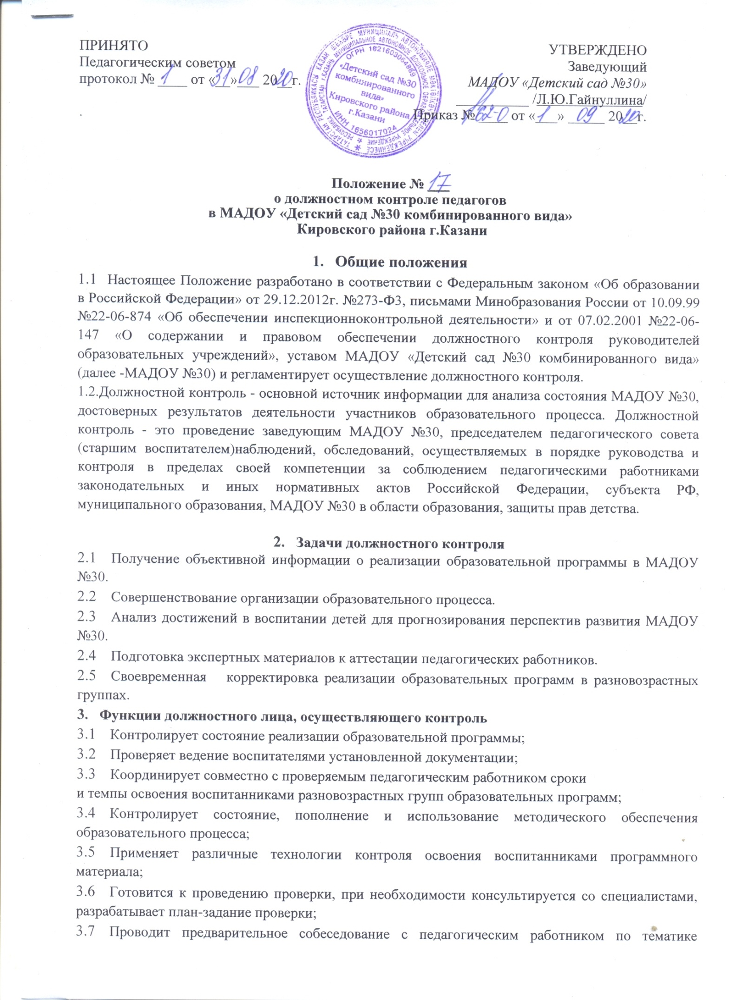 ПРИНЯТО
Педагогическим советом
протокол № 1 от «31» 08 2020г.
.
УТВЕРЖДЕНО
Заведующий
МАДОУ «Детский сад №30»
/Л.Ю.Гайнуллина/
Приказ № 62-О от «1» 09 2020г.
ОГРН 1021603064889
«Детский сад №30
комбинированного
вида»
Кировского района
г.Казани
ИНН 1656017024
Положение № 17
о должностном контроле педагогов
в МАДОУ «Детский сад №30 комбинированного вида»
Кировского района г.Казани
1. Общие положения
1.1 Настоящее Положение разработано в соответствии с Федеральным законом «Об образовании
в Российской Федерации» от 29.12.2012г. №273-ФЗ, письмами Минобразования России от 10.09.99
№22-06-874 «Об обеспечении инспекционноконтрольной деятельности» и от 07.02.2001 №22-06-
147 «О содержании и правовом обеспечении должностного контроля руководителей
образовательных учреждений», уставом МАДОУ «Детский сад №30 комбинированного вида»
(далее -МАДОУ №30) и регламентирует осуществление должностного контроля.
1.2.Должностной контроль - основной источник информации для анализа состояния МАДОУ №30,
достоверных результатов деятельности участников образовательного процесса. Должностной
контроль - это проведение заведующим МАДОУ №30, председателем педагогического совета
(старшим воспитателем)наблюдений, обследований, осуществляемых в порядке руководства и
контроля в пределах своей компетенции за соблюдением педагогическими работниками
законодательных и иных нормативных актов Российской Федерации, субъекта РФ,
муниципального образования, МАДОУ №30 в области образования, защиты прав детства.
2. Задачи должностного контроля
2.1 Получение объективной информации о реализации образовательной программы в МАДОУ
№30.
2.2 Совершенствование организации образовательного процесса.
2.3 Анализ достижений в воспитании детей для прогнозирования перспектив развития МАДОУ
№30.
2.4 Подготовка экспертных материалов к аттестации педагогических работников.
2.5 Своевременная корректировка реализации образовательных программ в разновозрастных
группах.
3. Функции должностного лица, осуществляющего контроль
3.1 Контролирует состояние реализации образовательной программы;
3.2 Проверяет ведение воспитателями установленной документации;
3.3 Координирует совместно с проверяемым педагогическим работником сроки
и темпы освоения воспитанниками разновозрастных групп образовательных программ;
3.4 Контролирует состояние, пополнение и использование методического обеспечения
образовательного процесса;
3.5 Применяет различные технологии контроля освоения воспитанниками программного
материала;
3.6 Готовится к проведению проверки, при необходимости консультируется со специалистами,
разрабатывает план-задание проверки;
3.7 Проводит предварительное собеседование с педагогическим работником по тематике